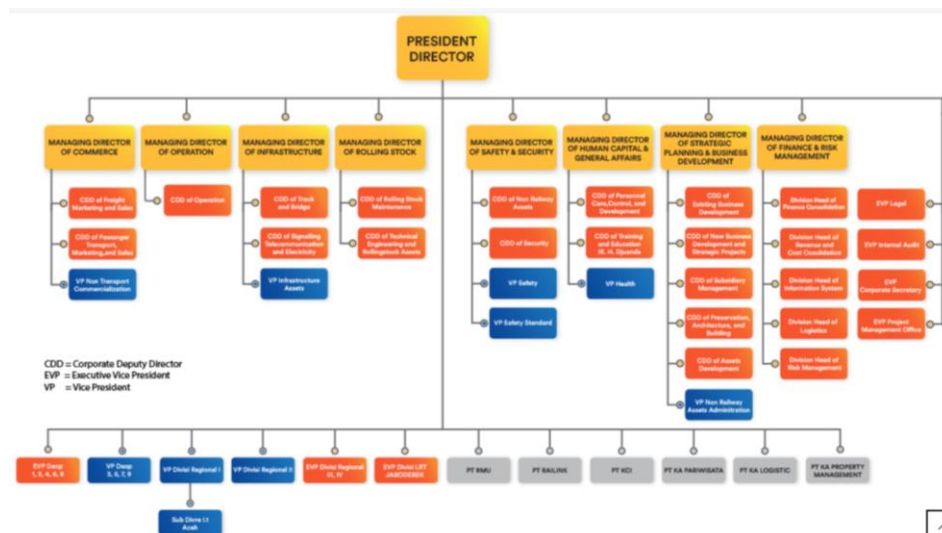 PRESIDENT
DIRECTOR
MANAGING DIRECTOR
OF COMMERCE
MANAGING DIRECTOR
OF OPERATION
MANAGING DIRECTOR
OF INFRASTRUCTURE
MANAGING DIRECTOR
OF ROLLING STOCK
MANAGING DIRECTOR
OF SAFETY & SECURITY
MANAGING DIRECTOR
OF HUMAN CAPITAL &
GENERAL AFFAIRS
MANAGING DIRECTOR
OF STRATEGIC
PLANNING & BUSINESS
DEVELOPMENT
MANAGING DIRECTOR
OF FINANCE & RISK
MANAGEMENT
CDD of Freight
Marketing and Sales
CDD of Passenger
Transport,
Marketing, and Sales
VP Non Transport
Commercialization
CDD of Operation
CDD of Track
and Bridge
CDD of Signalling
Telecommunication
and Electricity
VP Infrastructure
Assets
CDD of Rolling Stock
Maintenance
CDD of Technical
Engineering and
Rollingstock Assets
CDD of Non Railway
Assets
CDD of Security
VP Safety
VP Safety Standard
CDD of Personnel
Care, Control, and
Development
CDD of Training
and Education
IR. H. Djuanda
VP Health
CDD of
Existing Business
Development
CDD of New Business
Development and
Strategic Projects
CDD of Subsidiary
Management
CDD of Preservation,
Architecture, and
Building
CDD of Assets
Development
VP Non Railway
Assets
Division Head of
Finance Consolidation
Division Head of
Revenue and
Cost
Division Head of
Information System
Division Head of
Logistics
Division Head of
Risk Management
EVP Legal
EVP Internal Audit
EVP
Corporate Secretary
EVP Project
Management Office
CDD = Corporate Deputy Director
EVP = Executive Vice President
VP = Vice President
EVP Daop
VP Daop
VP Divisi Regional I
VP Divisi Regional II
EVP Divisi Regional
III, IV
EVP Divisi LRT
JABODEBEK
PT RMU
PT RAILINK
PT KCI
PT KA PARIWISATA
PT KA LOGISTIC
PT KA PROPERTY
MANAGEMENT
Sub Divre I.1